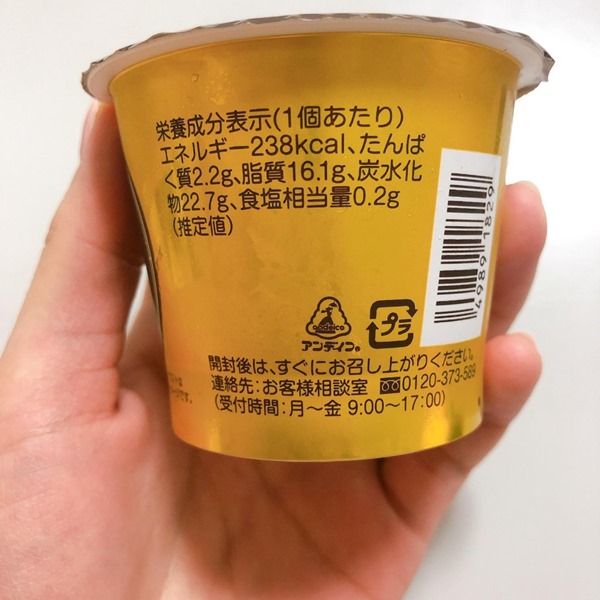 栄養成分表示(1個あたり)
エネルギー238kcal、たんぱ
く質2.2g、脂質16.1g、炭水化
物22.7g、食塩相当量0.2g
(推定値)
4989 1829
andeico
アンデイコ®
プラ
開封後は、すぐにお召し上がりください。
連絡先:お客様相談室 0120-373-589
(受付時間:月〜金 9:00〜17:00)